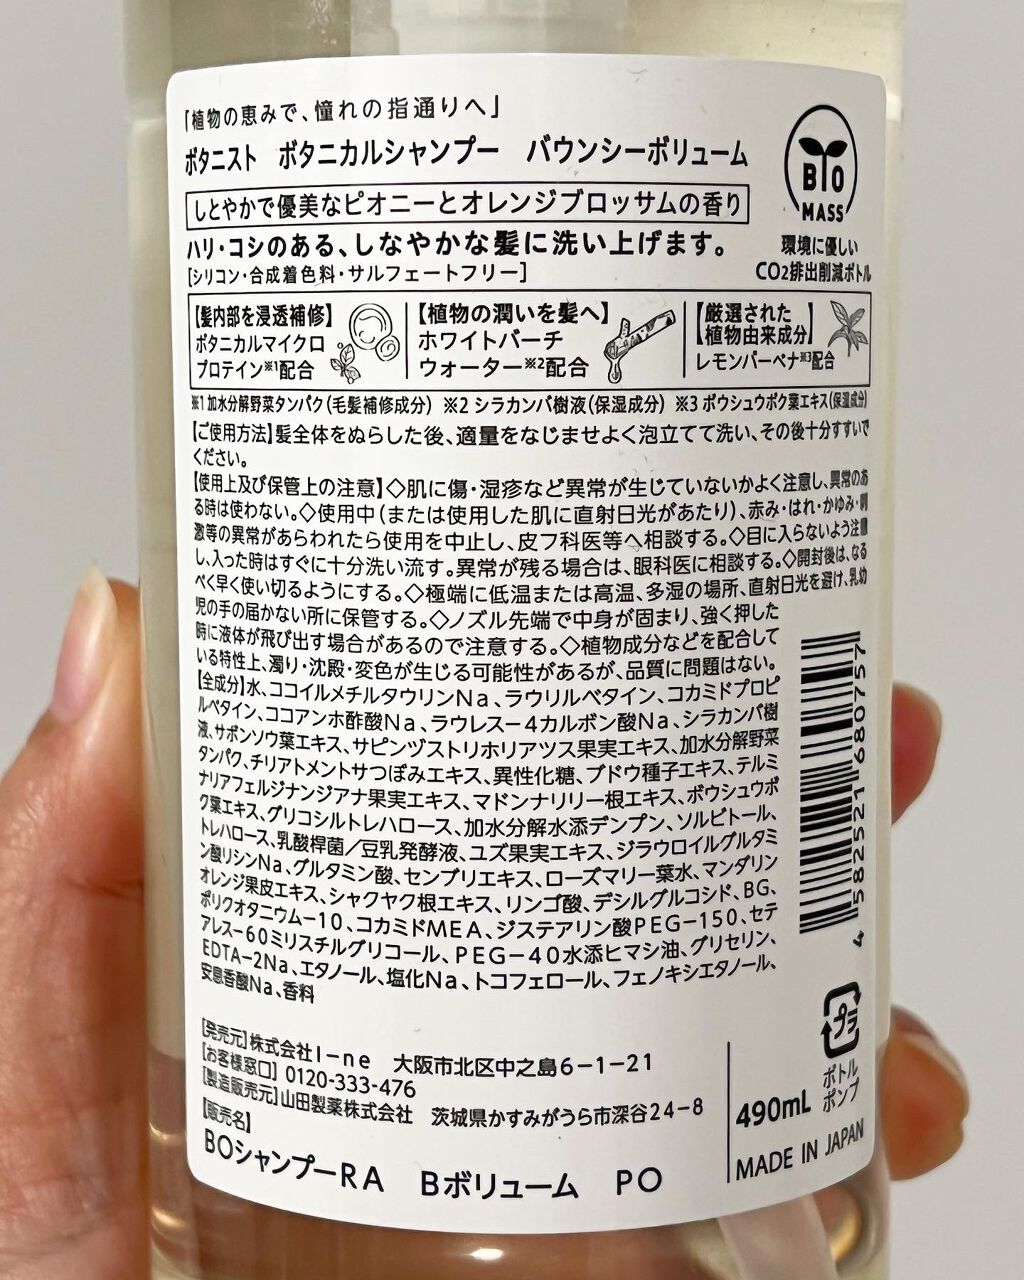 「植物の恵みで、憧れの指通りへ」
ボタニスト ボタニカルシャンプー バウンシーボリューム
しとやかで優美なピオニーとオレンジブロッサムの香り
ハリ・コシのある、しなやかな髪に洗い上げます。
[シリコン・合成着色料・サルフェートフリー]
BIO
MASS
環境に優しい
CO2排出削減ボトル
【髪内部を浸透補修】
ボタニカルマイクロ
プロテイン※1配合
【植物の潤いを髪へ】
ホワイトバーチ
ウォーター※2配合
【厳選された
植物由来成分】
レモンバーベナ※3配合
※1 加水分解野菜タンパク(毛髪補修成分) ※2 シラカンバ樹液(保湿成分) ※3 ボウシュウボク葉エキス(保湿成分)
【ご使用方法】髪全体をぬらした後、適量をなじませよく泡立てて洗い、その後十分すすいで
ください。
【使用上及び保管上の注意】◇肌に傷・湿疹など異常が生じていないかよく注意し、異常のあ
る時は使わない。◇使用中(または使用した肌に直射日光があたり)、赤み・はれ・かゆみ・刺
激等の異常があらわれたら使用を中止し、皮フ科医等へ相談する。◇目に入らないよう注意
し、入った時はすぐに十分洗い流す。異常が残る場合は、眼科医に相談する。◇開封後は、なる
べく早く使い切るようにする。◇極端に低温または高温、多湿の場所、直射日光を避け、乳幼
児の手の届かない所に保管する。◇ノズル先端で中身が固まり、強く押した
時に液体が飛び出す場合があるので注意する。◇植物成分などを配合して
いる特性上、濁り・沈殿・変色が生じる可能性があるが、品質に問題はない。
【全成分】水、ココイルメチルタウリンNa、ラウリルベタイン、コカミドプロピ
ルベタイン、ココアンホ酢酸Na、ラウレス-4カルボン酸Na、シラカンバ樹
液、サボンソウ葉エキス、サピンヅストリホリアツス果実エキス、加水分解野菜
タンパク、チリアトメントサつぼみエキス、異性化糖、ブドウ種子エキス、テルミ
ナリアフェルジナンジアナ果実エキス、マドンナリリー根エキス、ボウシュウボ
ク葉エキス、グリコシルトレハロース、加水分解水添デンプン、ソルビトール、
トレハロース、乳酸桿菌/豆乳発酵液、ユズ果実エキス、ジラウロイルグルタミ
ン酸リシンNa、グルタミン酸、センブリエキス、ローズマリー葉水、マンダリン
オレンジ果皮エキス、シャクヤク根エキス、リンゴ酸、デシルグルコシド、BG、
ポリクオタニウム-10、コカミドMEA、ジステアリン酸PEG-150、セテ
アレス-60ミリスチルグリコール、PEG-40水添ヒマシ油、グリセリン、
EDTA-2Na、エタノール、塩化Na、トコフェロール、フェノキシエタノール、
安息香酸Na、香料
4 582521 680757
[発売元]株式会社I-ne 大阪市北区中之島6-1-21
[お客様窓口] 0120-333-476
[製造販売元]山田製薬株式会社 茨城県かすみがうら市深谷24-8
[販売名]
BOシャンプーRA Bボリューム PO
プラ
ボトル
ポンプ
490mL
MADE IN JAPAN